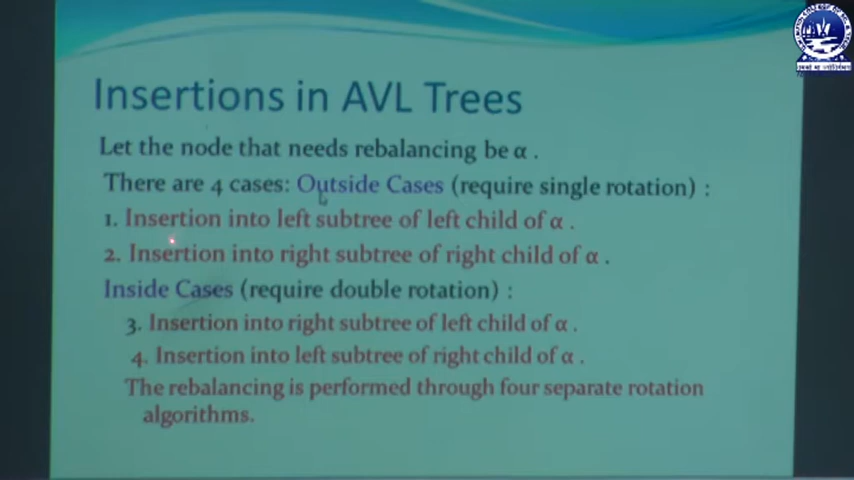 Insertions in AVL Trees
Let the node that needs rebalancing be α .
There are 4 cases: Outside Cases (require single rotation) :
1. Insertion into left subtree of left child of α .
2. Insertion into right subtree of right child of α .
Inside Cases (require double rotation) :
3. Insertion into right subtree of left child of α .
4. Insertion into left subtree of right child of α .
The rebalancing is performed through four separate rotation
algorithms.